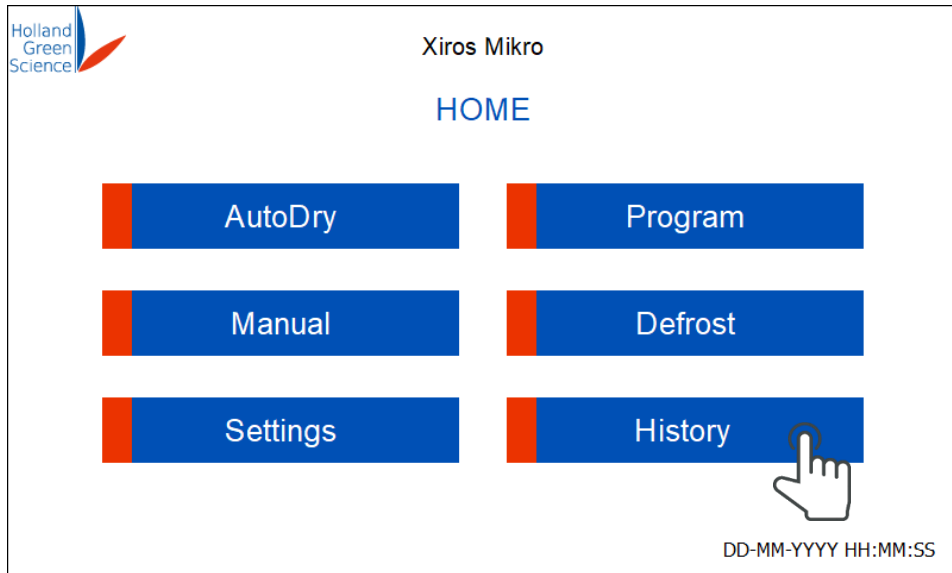 Holland
Green
Science
Xiros Mikro
HOME
AutoDry
Program
Manual
Defrost
Settings
History
DD-MM-YYYY HH:MM:SS